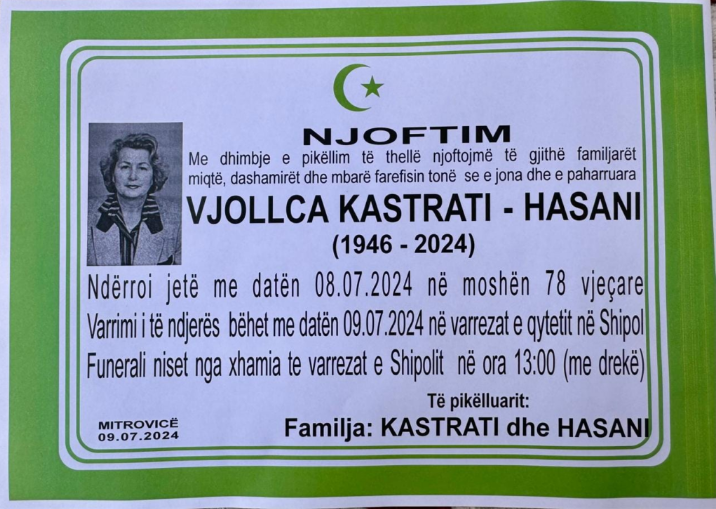 NJOFTIM
Me dhimbje e pikëllim të thellë njoftojmë të gjithë familjarët
miqtë, dashamirët dhe mbarë farefisin tonë se e jona dhe e paharruara
VJOLLCA KASTRATI - HASANI
(1946 - 2024)
Ndërroi jetë me datën 08.07.2024 në moshën 78 vjeçare
Varrimi i të ndjerës bëhet me datën 09.07.2024 në varrezat e qytetit në Shipol
Funerali niset nga xhamia te varrezat e Shipolit në ora 13:00 (me drekë)
Të pikëlluarit:
Familja: KASTRATI dhe HASANI
MITROVICË
09.07.2024